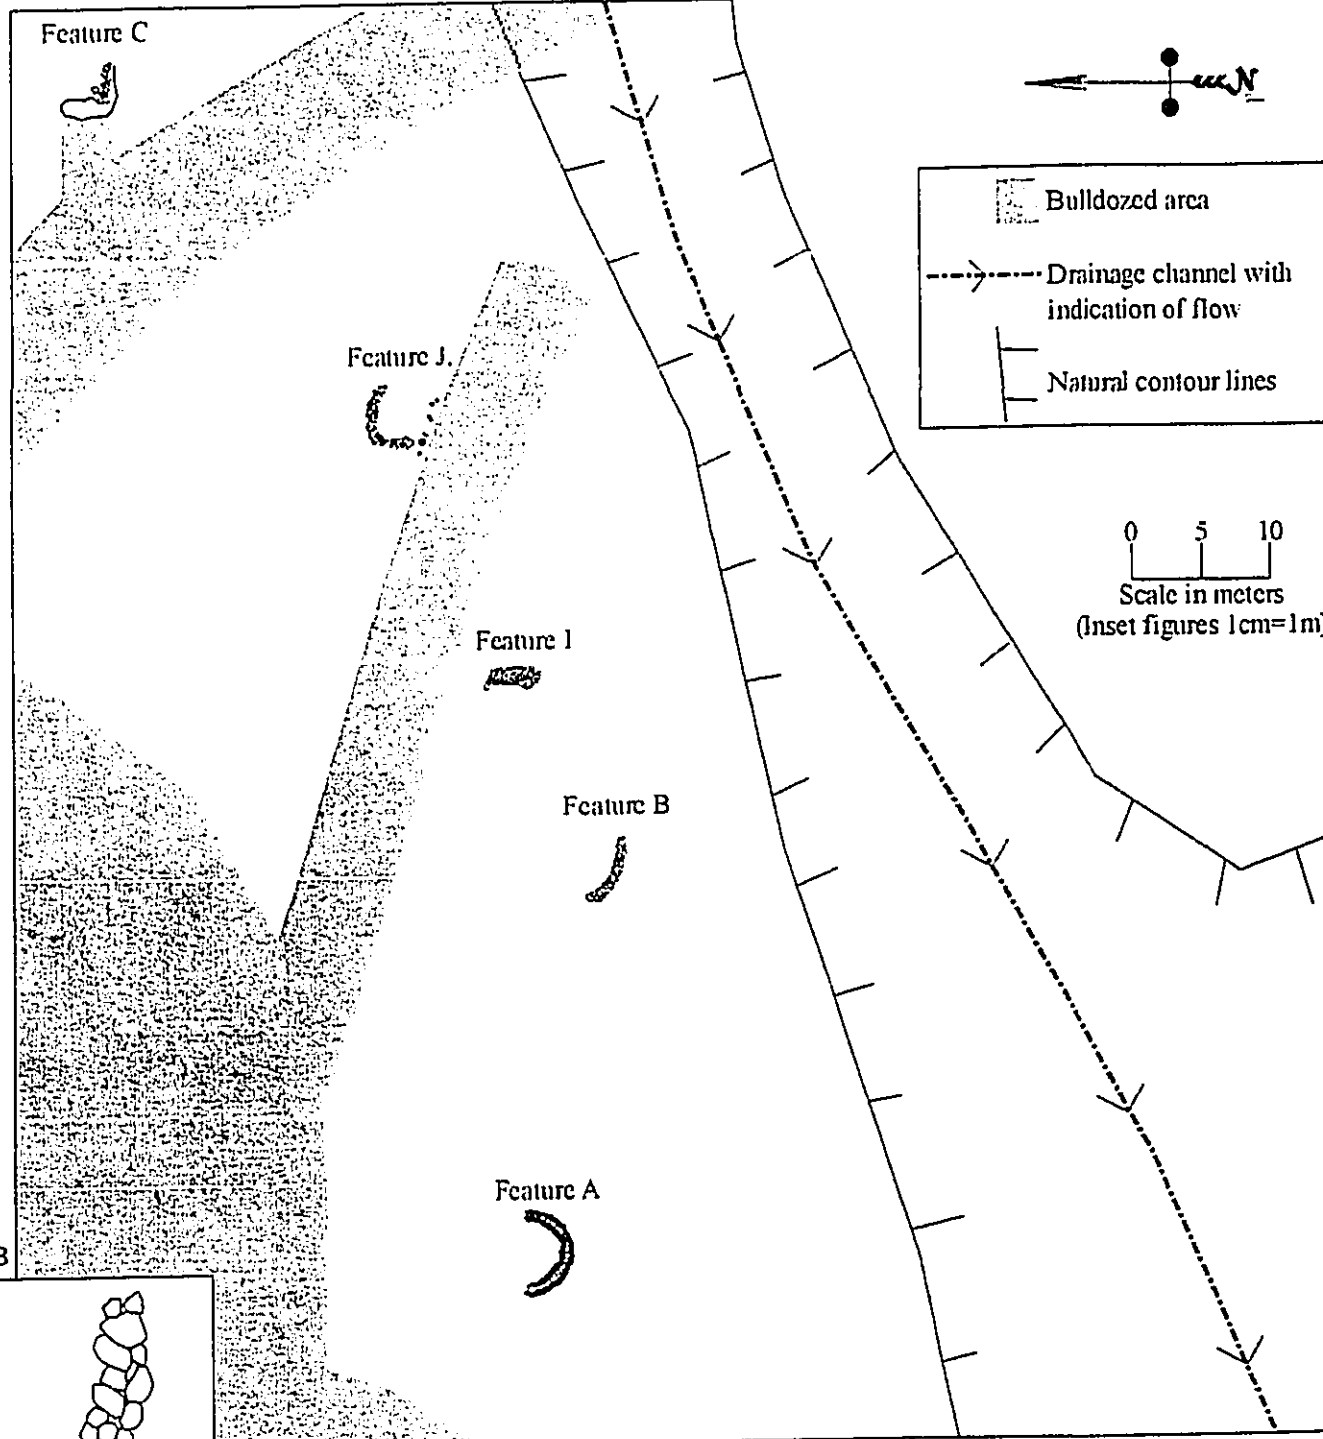 Feature C
N
Bulldozed area
Drainage channel with
indication of flow
Natural contour lines
Feature J.
0 5 10
Scale in meters
(Inset figures 1cm=1m)
Feature 1
Feature B
Feature A
B